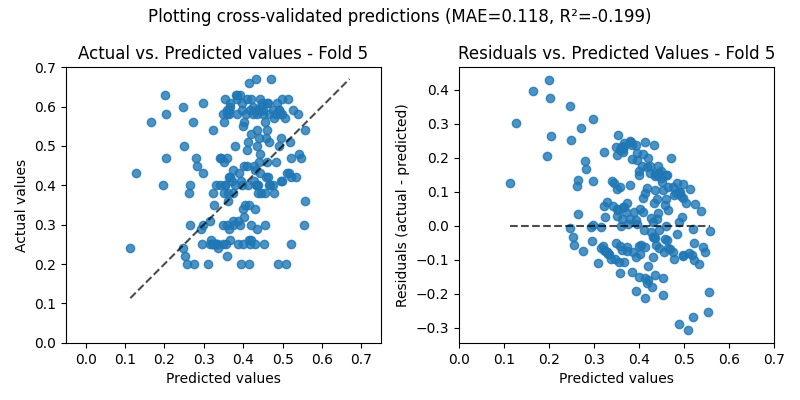 Plotting cross-validated predictions (MAE=0.118, R²=-0.199)
Actual vs. Predicted values - Fold 5
Residuals vs. Predicted Values - Fold 5
Actual values
0.7
0.6
0.5
0.4
0.3
0.2
0.1
0.0
0.0 0.1 0.2 0.3 0.4 0.5 0.6 0.7
Predicted values
Residuals (actual - predicted)
0.4
0.3
0.2
0.1
0.0
−0.1
−0.2
−0.3
0.0 0.1 0.2 0.3 0.4 0.5 0.6 0.7
Predicted values